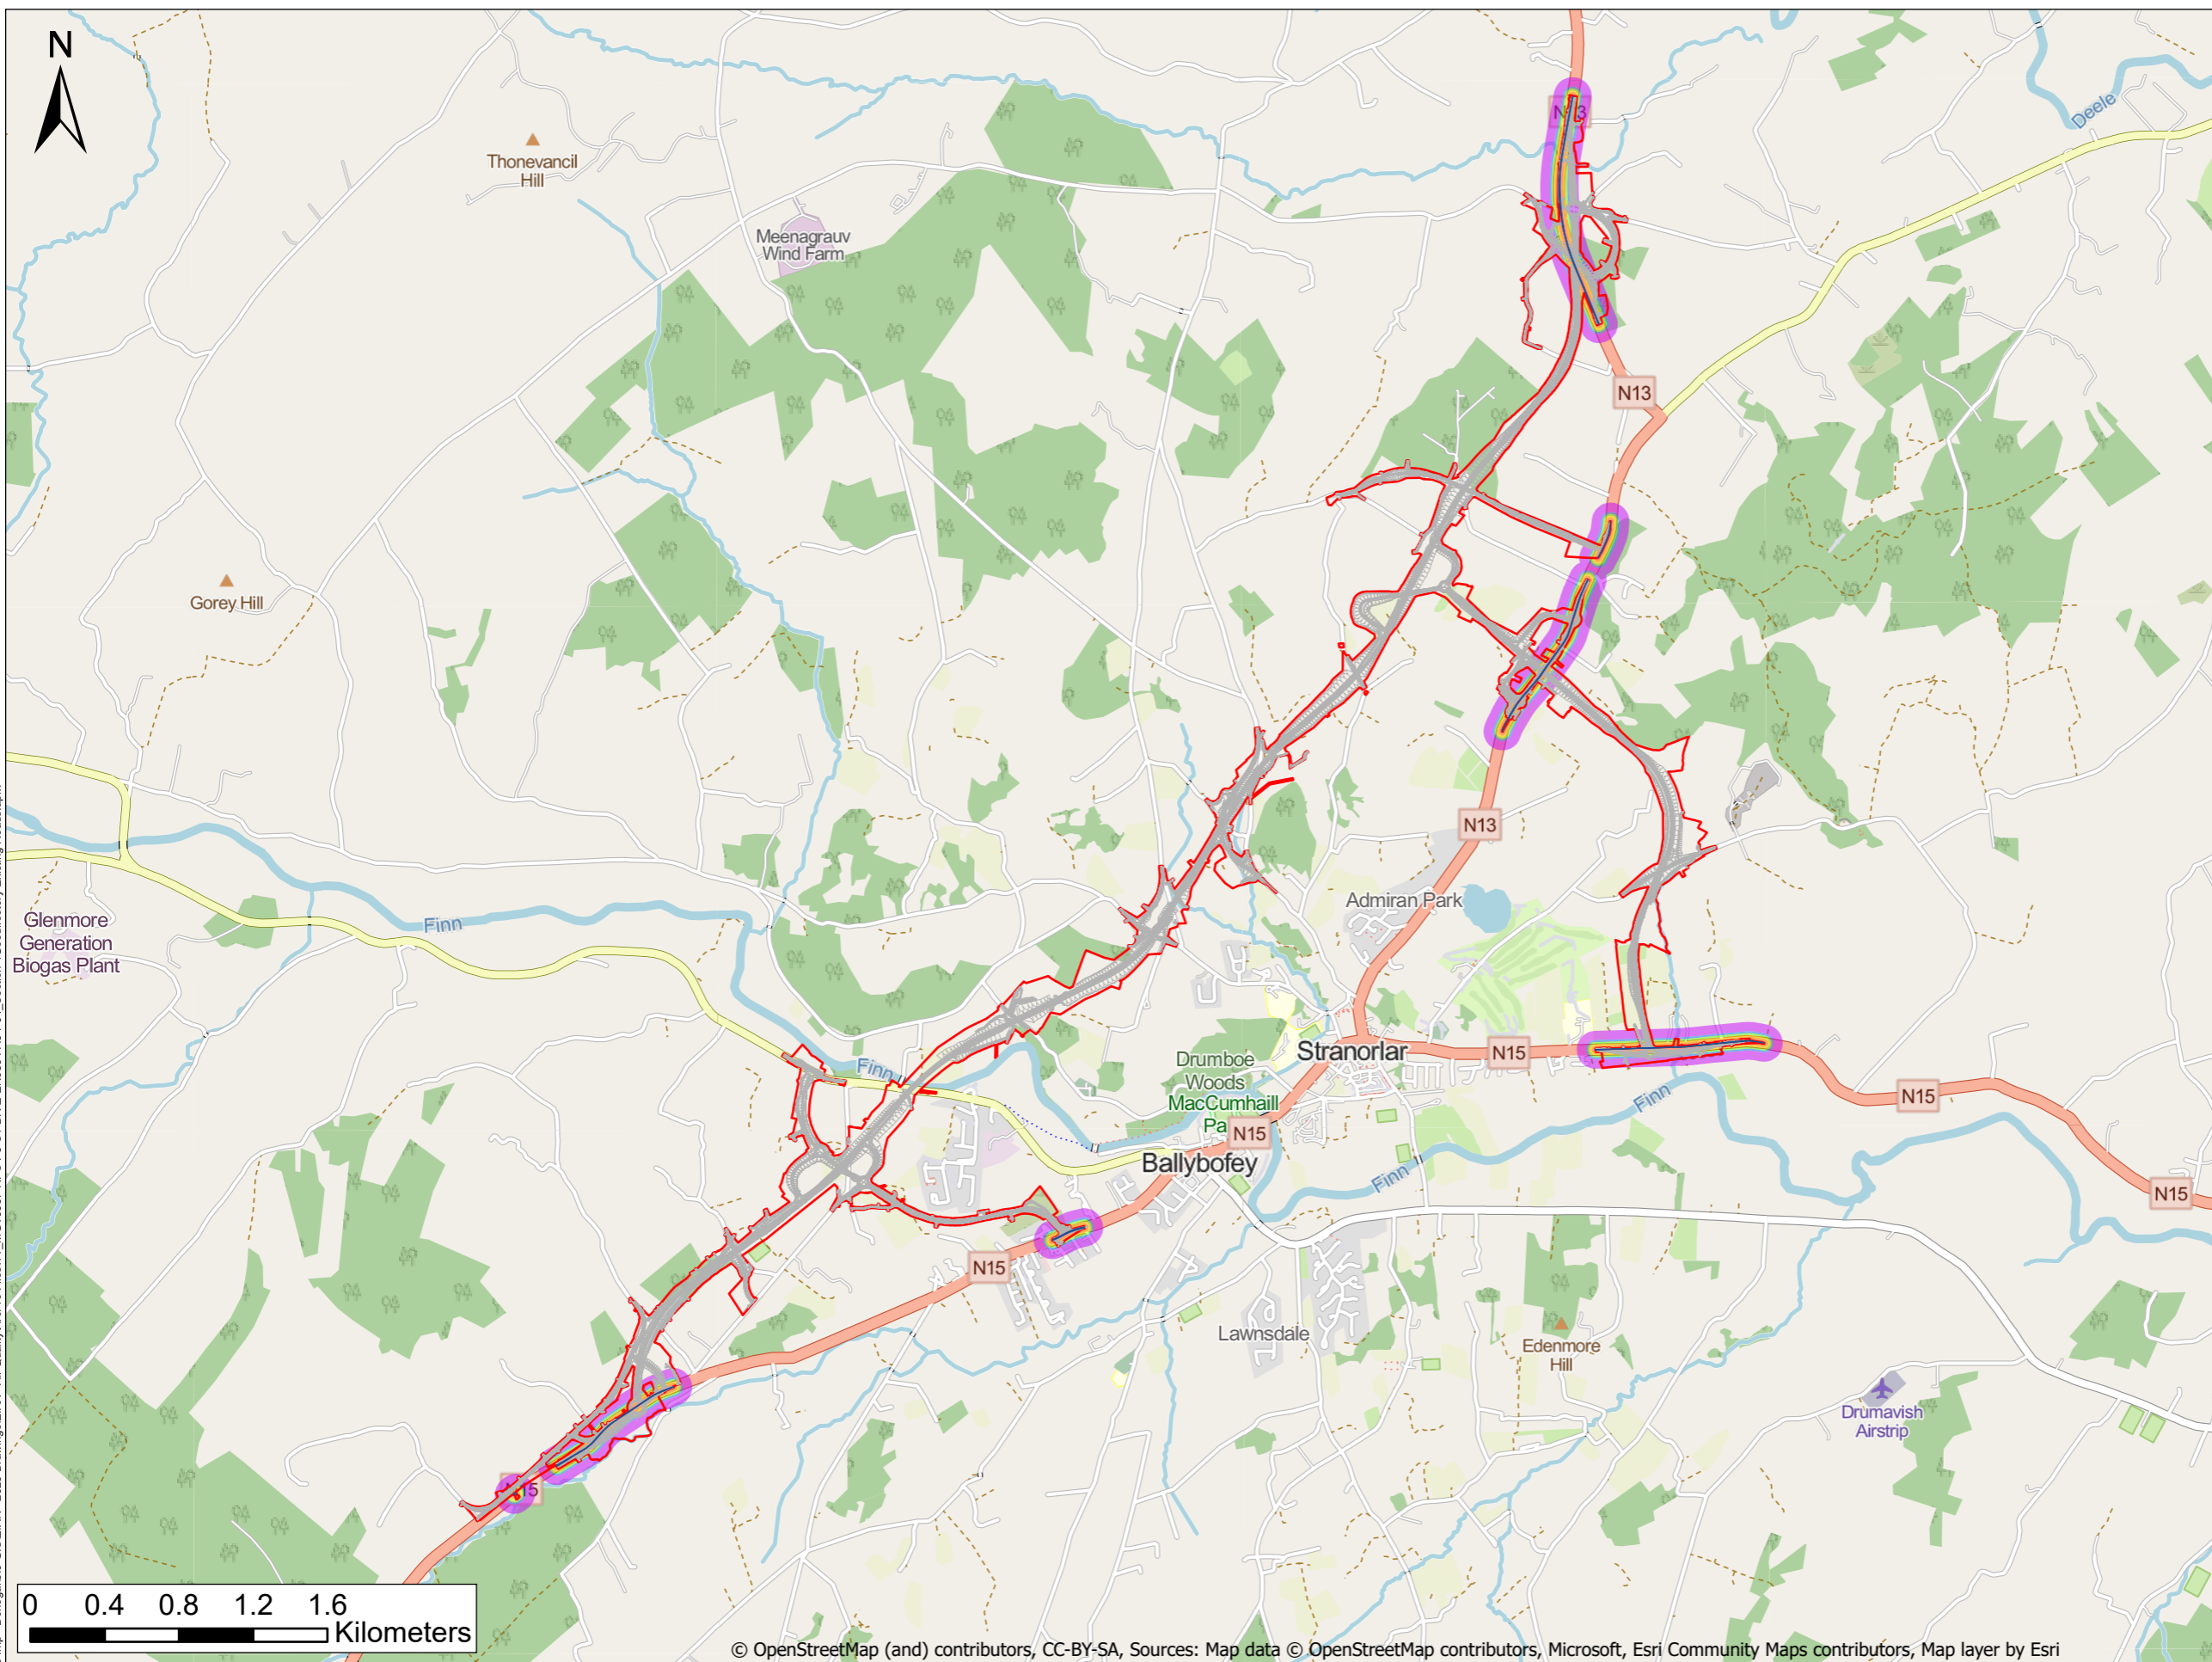 N
Thonevancil
Hill
Meenagrauv
Wind Farm
Deele
N13
Gorey Hill
N13
Glenmore
Generation
Biogas Plant
Finn
Admiran Park
Finn
Drumboe
Woods
MacCumhaill
Stranorlar
N15
N15
Finn
N15
Ballybofey
Finn
N15
N15
Lawnsdale
Edenmore
Hill
Drumavish
Airstrip
0 0.4 0.8 1.2 1.6
Kilometers
© OpenStreetMap (and) contributors, CC-BY-SA, Sources: Map data © OpenStreetMap contributors, Microsoft, Esri Community Maps contributors, Map layer by Esri